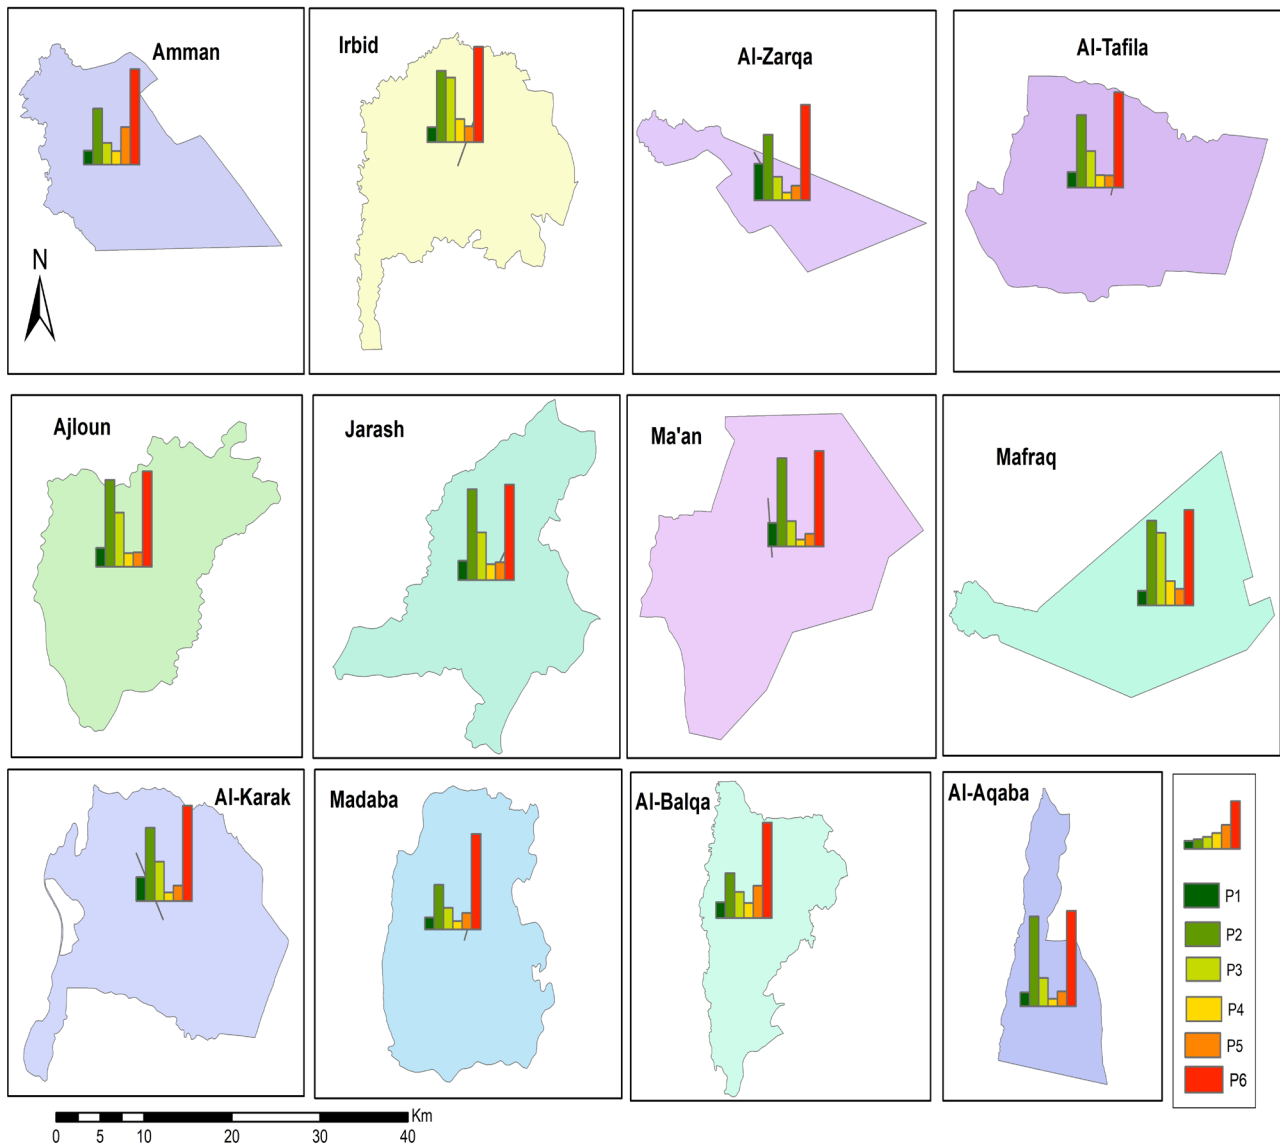 Amman
Irbid
Al-Zarqa
Al-Tafila
N
Ajloun
Jarash
Ma'an
Mafraq
Al-Karak
Madaba
Al-Balqa
Al-Aqaba
P1
P2
P3
P4
P5
P6
Km
0 5 10 20 30 40